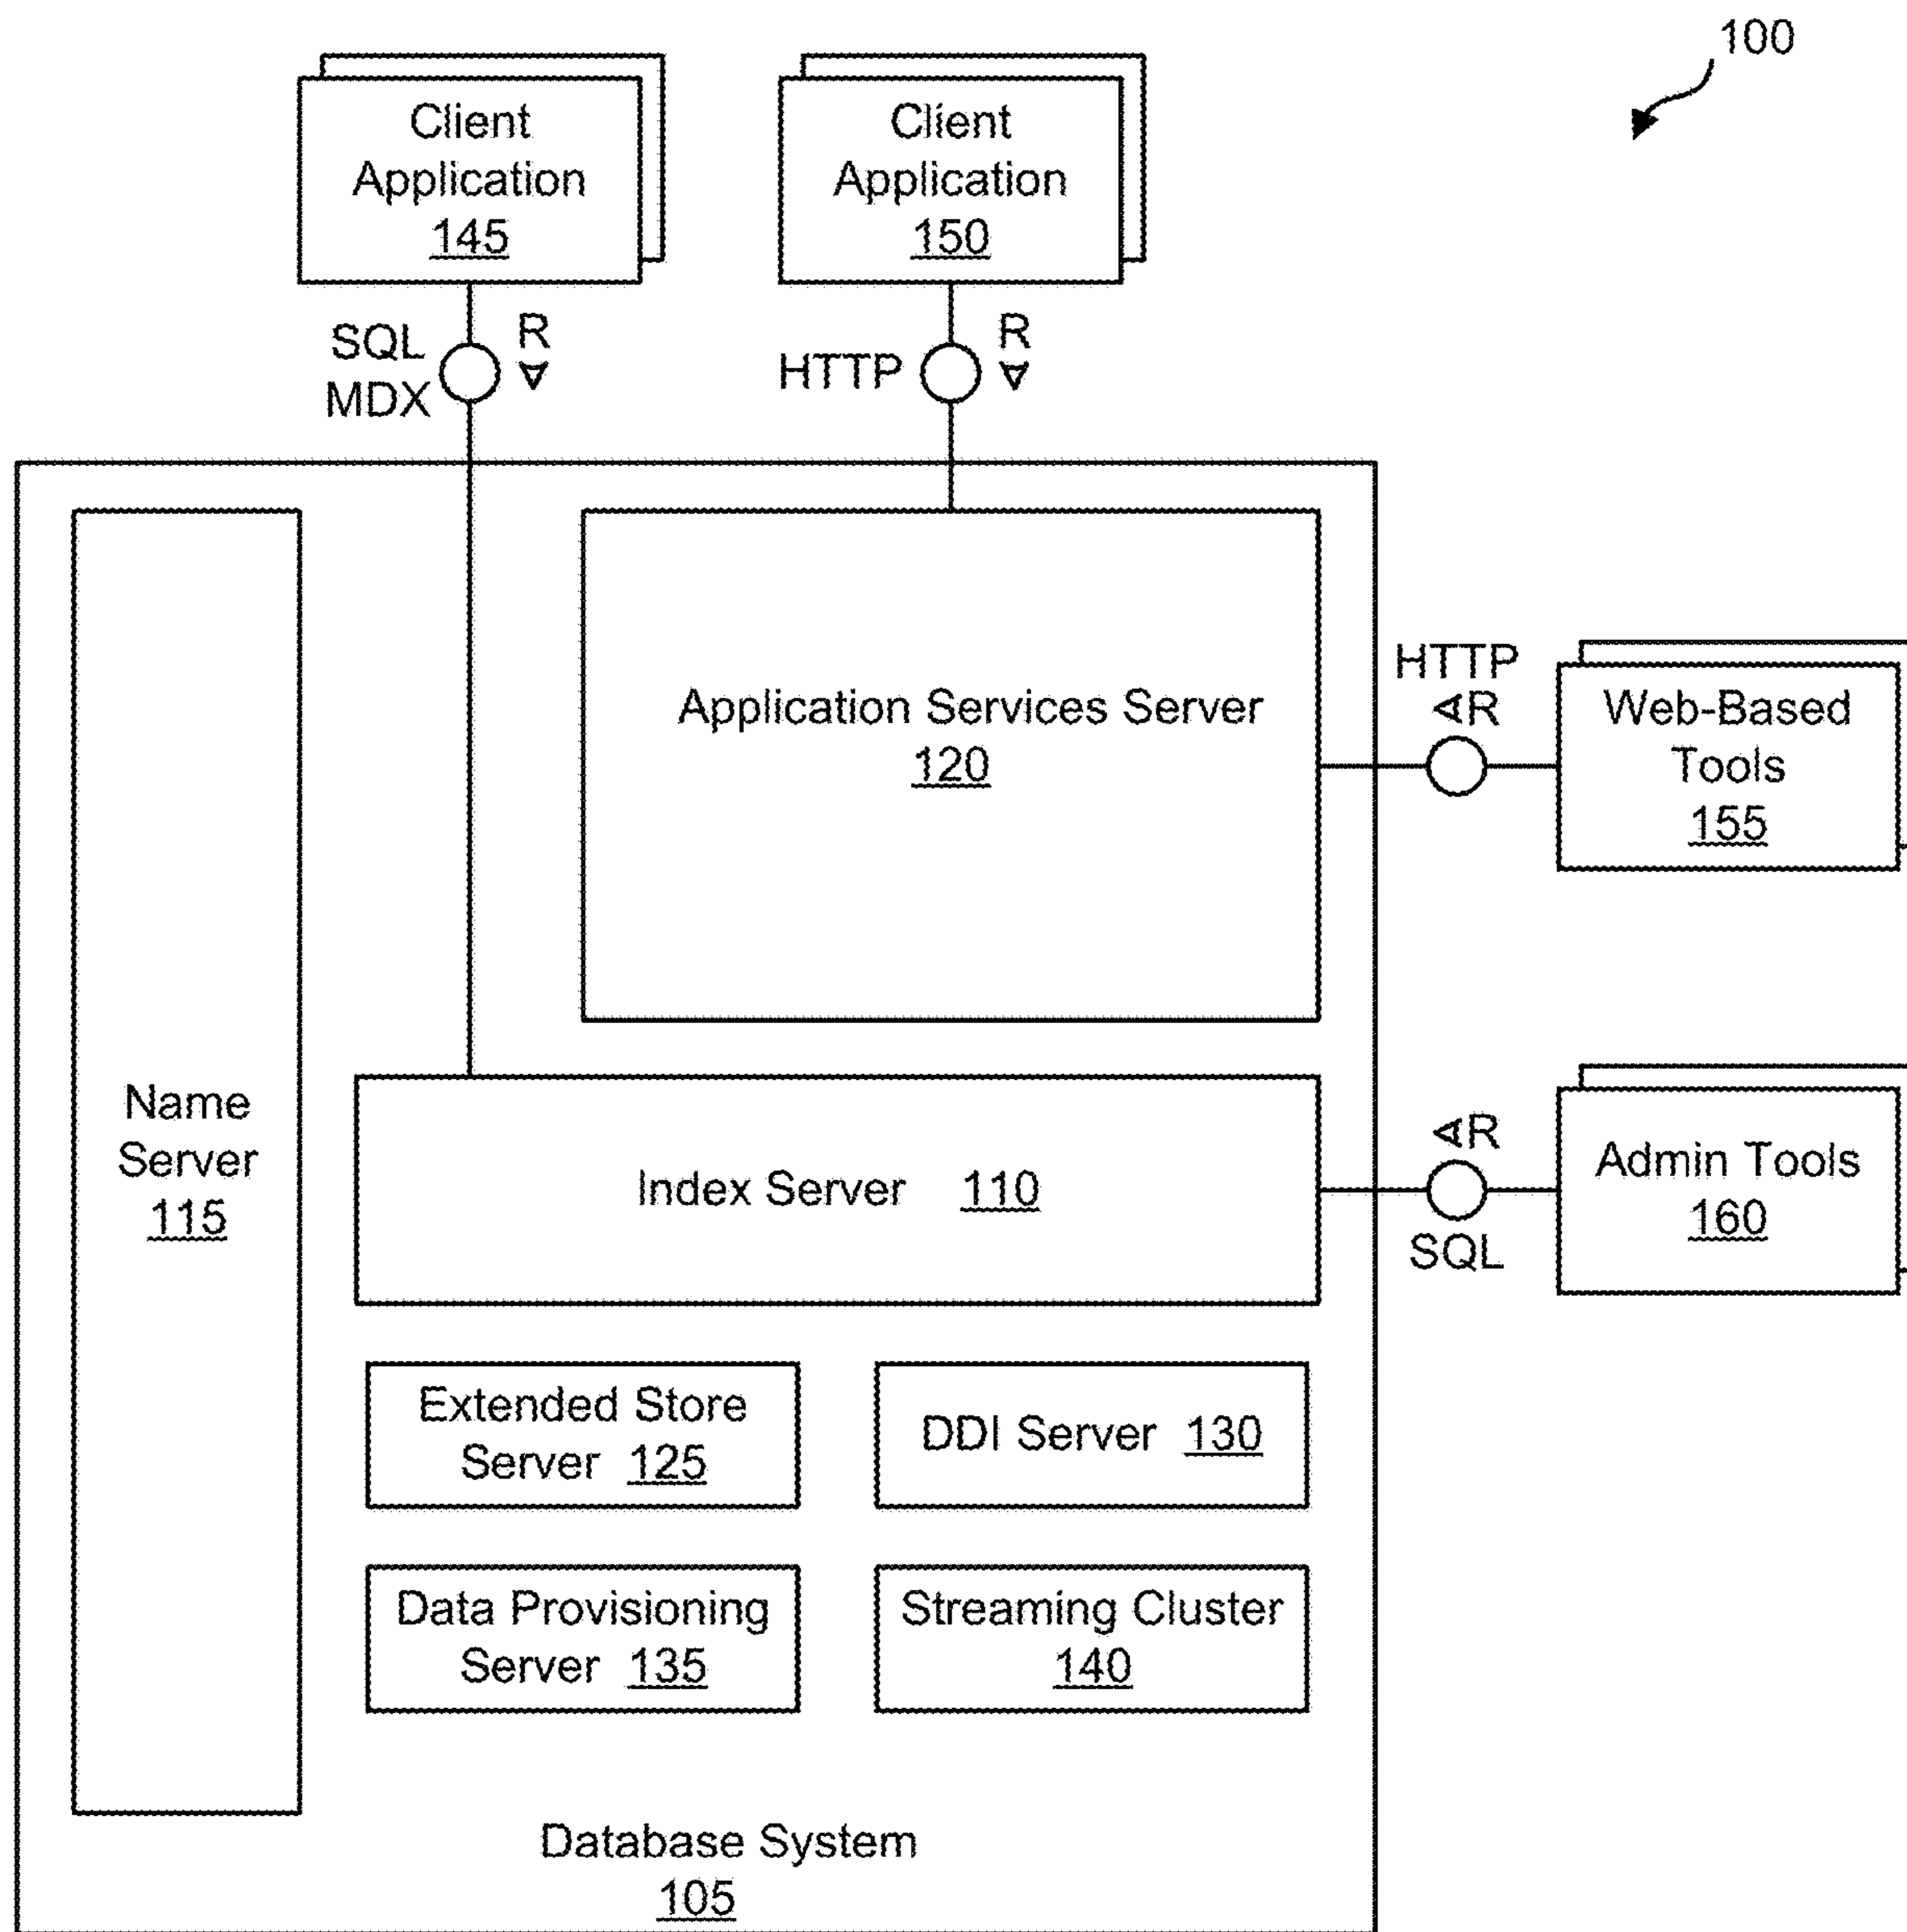 100
Client
Application
145
Client
Application
150
SQL
MDX
R
HTTP
R
Application Services Server
120
HTTP
R
Web-Based
Tools
155
Name
Server
115
Index Server 110
R
SQL
Admin Tools
160
Extended Store
Server 125
DDI Server 130
Data Provisioning
Server 135
Streaming Cluster
140
Database System
105